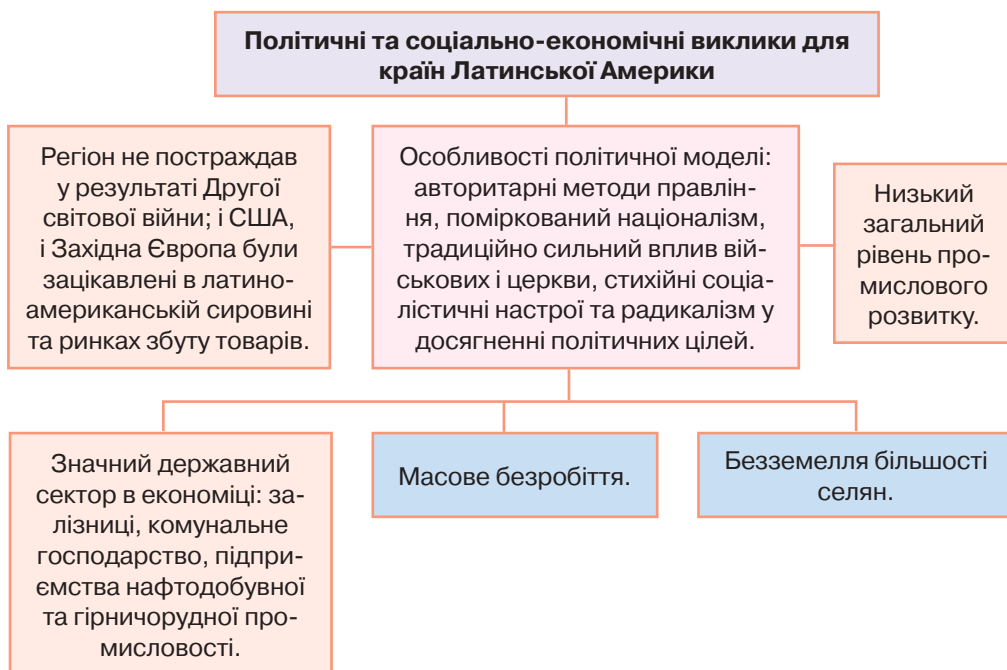 Політичні та соціально-економічні виклики для
країн Латинської Америки
Регіон не постраждав
у результаті Другої
світової війни; і США,
і Західна Європа були
зацікавлені в латино-
американській сировині
та ринках збуту товарів.
Особливості політичної моделі:
авторитарні методи правлін-
ня, поміркований націоналізм,
традиційно сильний вплив вій-
ськових і церкви, стихійні соціа-
лістичні настрої та радикалізм у
досягненні політичних цілей.
Низький
загальний
рівень про-
мислового
розвитку.
Значний державний
сектор в економіці: за-
лізниці, комунальне
господарство, підпри-
ємства нафтодобувної
та гірничорудної про-
мисловості.
Масове безробіття.
Безземелля більшості
селян.